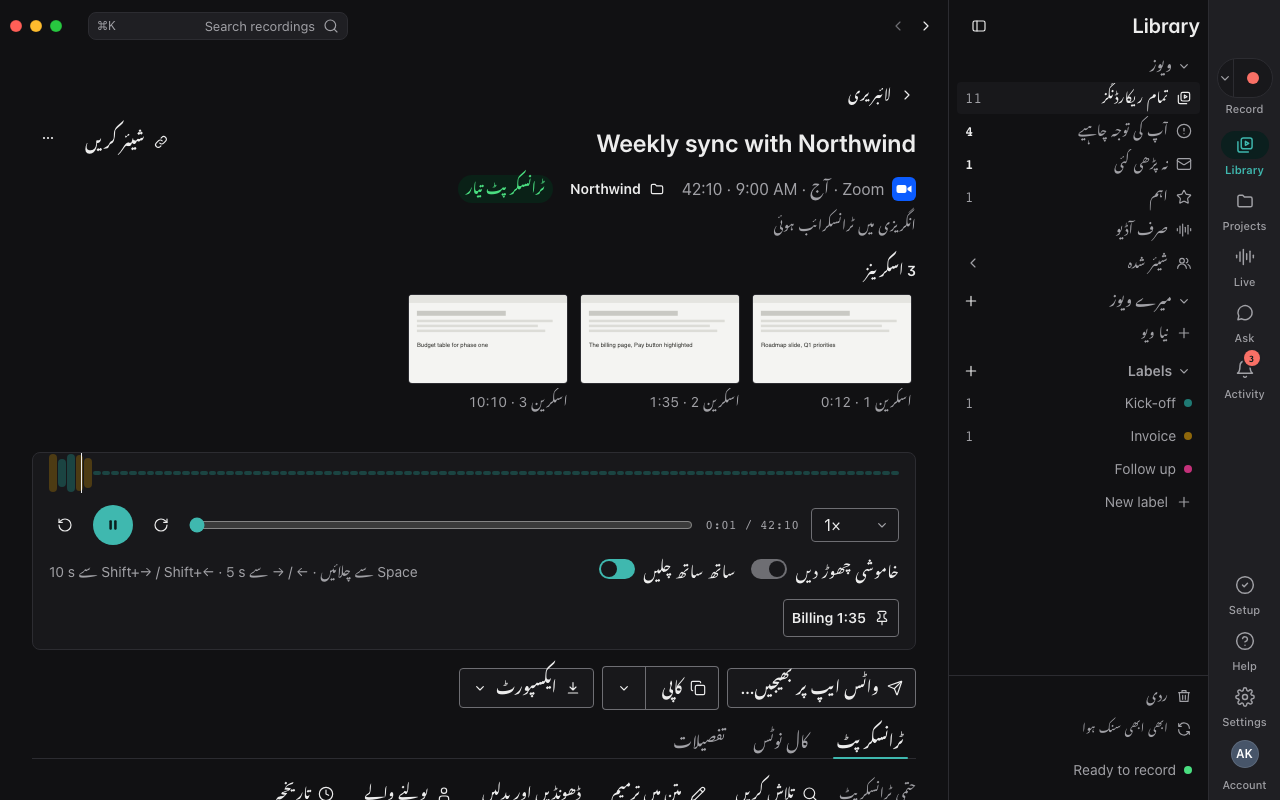 Record
Library
Projects
Live
Ask
3
Activity
Setup
Help
Settings
AK
Account
Library
ویوز
تمام ریکارڈنگز 11
آپ کی توجہ چاہیے 4
نہ پڑھی گئی 1
اہم 1
صرف آڈیو
شیئر شدہ
میرے ویوز
نیا ویو
Labels
Kick-off 1
Invoice 1
Follow up
New label
ردی
ابھی ابھی سنک ہوا
Ready to record
Search recordings ⌘K
لائبریری
Weekly sync with Northwind
شیئر کریں
Zoom · آج · 9:00 AM · 42:10 Northwind ٹرانسکرپٹ تیار
انگریزی میں ٹرانسکرائب ہوئی
3 اسکرینز
Roadmap slide, Q1 priorities
The billing page, Pay button highlighted
Budget table for phase one
اسکرین 1 · 0:12
اسکرین 2 · 1:35
اسکرین 3 · 10:10
0:01 / 42:10 1×
خاموشی چھوڑ دیں ساتھ ساتھ چلیں
Space سے چلائیں · ← / → سے 5 s · Shift+← / Shift+→ سے 10 s
Billing 1:35
واٹس ایپ پر بھیجیں...
کاپی
ایکسپورٹ
ٹرانسکرپٹ کال نوٹس تفصیلات
حتمی ٹرانسکرپٹ تلاش کریں متن میں ترمیم ڈھونڈیں اور بدلیں بولنے والے تاریخچہ